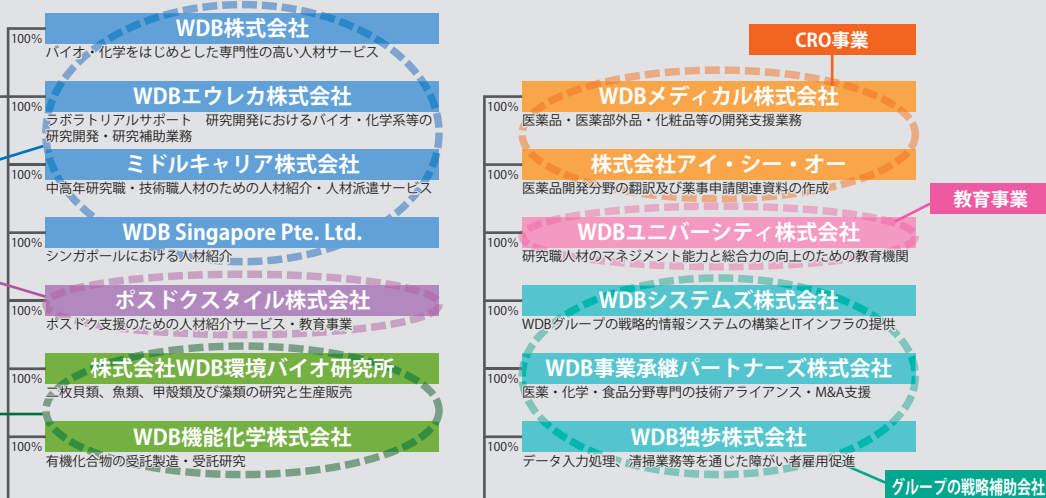 100%
WDB株式会社
バイオ・化学をはじめとした専門性の高い人材サービス
100%
WDBエウレカ株式会社
ラボラトリアルサポート　研究開発におけるバイオ・化学系等の
研究開発・研究補助業務
100%
ミドルキャリア株式会社
中高年研究職・技術職人材のための人材紹介・人材派遣サービス
100%
WDB Singapore Pte. Ltd.
シンガポールにおける人材紹介
100%
ポスドクスタイル株式会社
ポスドク支援のための人材紹介サービス・教育事業
100%
株式会社WDB環境バイオ研究所
二枚貝類、魚類、甲殻類及び藻類の研究と生産販売
100%
WDB機能化学株式会社
有機化合物の受託製造・受託研究
CRO事業
100%
WDBメディカル株式会社
医薬品・医薬部外品・化粧品等の開発支援業務
100%
株式会社アイ・シー・オー
医薬品開発分野の翻訳及び薬事申請関連資料の作成
教育事業
100%
WDBユニバーシティ株式会社
研究職人材のマネジメント能力と総合力の向上のための教育機関
100%
WDBシステムズ株式会社
WDBグループの戦略的情報システムの構築とITインフラの提供
100%
WDB事業承継パートナーズ株式会社
医薬・化学・食品分野専門の技術アライアンス・M&A支援
100%
WDB独歩株式会社
データ入力処理、清掃業務等を通じた障がい者雇用促進
グループの戦略補助会社